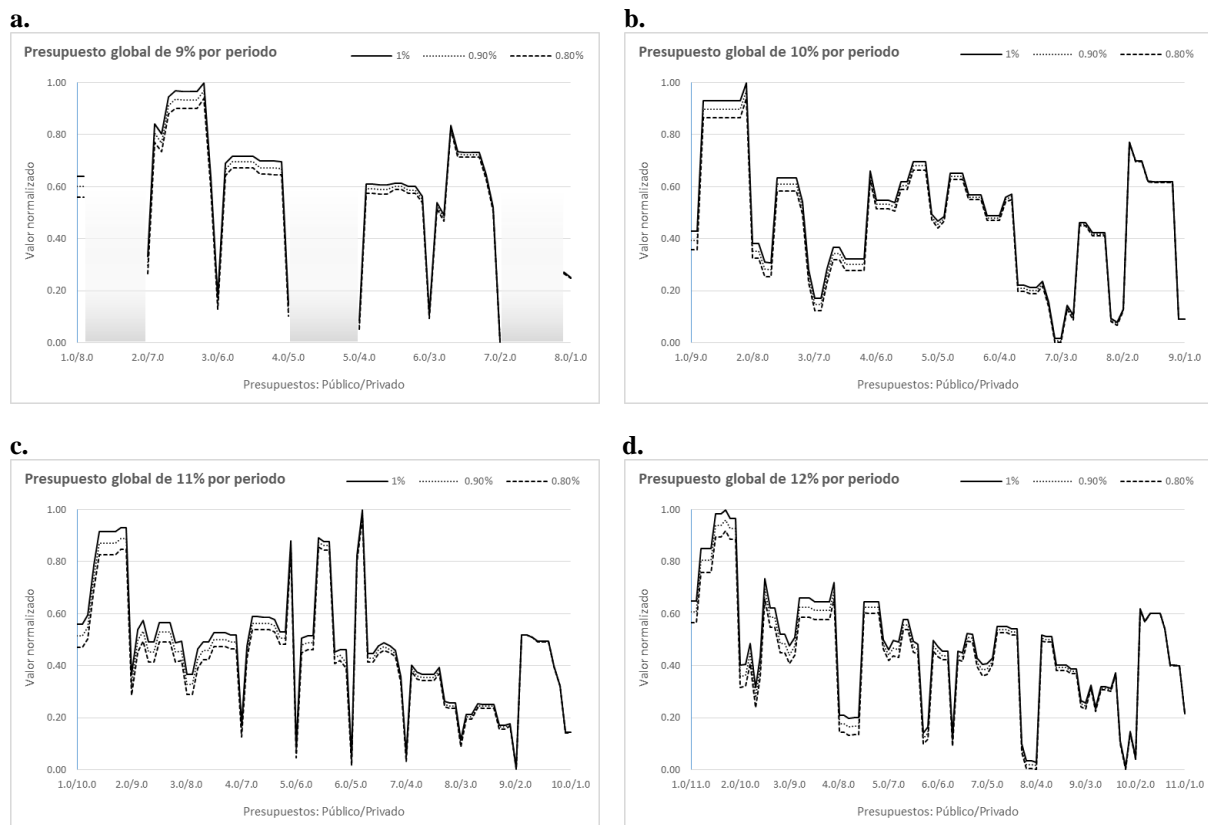 a.
Presupuesto global de 9% por periodo
1% 0.90% 0.80%
Valor normalizado
1.00
0.80
0.60
0.40
0.20
0.00
1.0/8.0 2.0/7.0 3.0/6.0 4.0/5.0 5.0/4.0 6.0/3.0 7.0/2.0 8.0/1.0
Presupuestos: Público/Privado
b.
Presupuesto global de 10% por periodo
1% 0.90% 0.80%
Valor normalizado
1.00
0.80
0.60
0.40
0.20
0.00
1.0/9.0 2.0/8.0 3.0/7.0 4.0/6.0 5.0/5.0 6.0/4.0 7.0/3.0 8.0/2.0 9.0/1.0
Presupuestos: Público/Privado
c.
Presupuesto global de 11% por periodo
1% 0.90% 0.80%
Valor normalizado
1.00
0.80
0.60
0.40
0.20
0.00
1.0/10.0 2.0/9.0 3.0/8.0 4.0/7.0 5.0/6.0 6.0/5.0 7.0/4.0 8.0/3.0 9.0/2.0 10.0/1.0
Presupuestos: Público/Privado
d.
Presupuesto global de 12% por periodo
1% 0.90% 0.80%
Valor normalizado
1.00
0.80
0.60
0.40
0.20
0.00
1.0/11.0 2.0/10.0 3.0/9.0 4.0/8.0 5.0/7.0 6.0/6.0 7.0/5.0 8.0/4.0 9.0/3.0 10.0/2.0 11.0/1.0
Presupuestos: Público/Privado